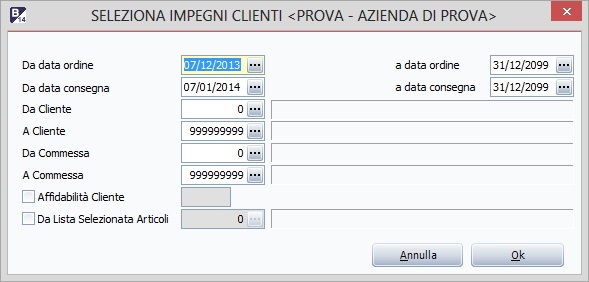 B 14 SELEZIONA IMPEGNI CLIENTI <PROVA - AZIENDA DI PROVA>
Da data ordine 07/12/2013 ... a data ordine 31/12/2099 ...
Da data consegna 07/01/2014 ... a data consegna 31/12/2099 ...
Da Cliente 0 ...
A Cliente 999999999 ...
Da Commessa 0 ...
A Commessa 999999999 ...
Affidabilità Cliente
Da Lista Selezionata Articoli 0 ...
Annulla Ok